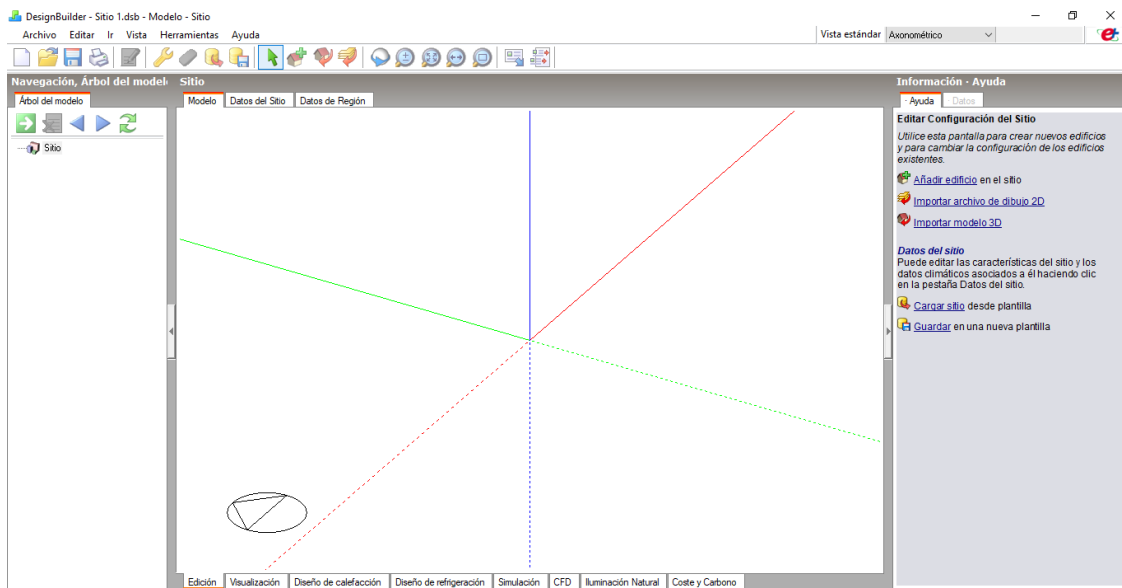 DesignBuilder - Sitio 1.dsb - Modelo - Sitio
Archivo Editar Ir Vista Herramientas Ayuda
Vista estándar Axonométrico
Navegación, Árbol del model
Árbol del modelo
Sitio
Sitio
Modelo Datos del Sitio Datos de Región
Edición Visualización Diseño de calefacción Diseño de refrigeración Simulación CFD Iluminación Natural Coste y Carbono
Información - Ayuda
Ayuda Datos
Editar Configuración del Sitio
Utilice esta pantalla para crear nuevos edificios
y para cambiar la configuración de los edificios
existentes.
Añadir edificio en el sitio
Importar archivo de dibujo 2D
Importar modelo 3D
Datos del sitio
Puede editar las características del sitio y los
datos climáticos asociados a él haciendo clic
en la pestaña Datos del sitio.
Cargar sitio desde plantilla
Guardar en una nueva plantilla